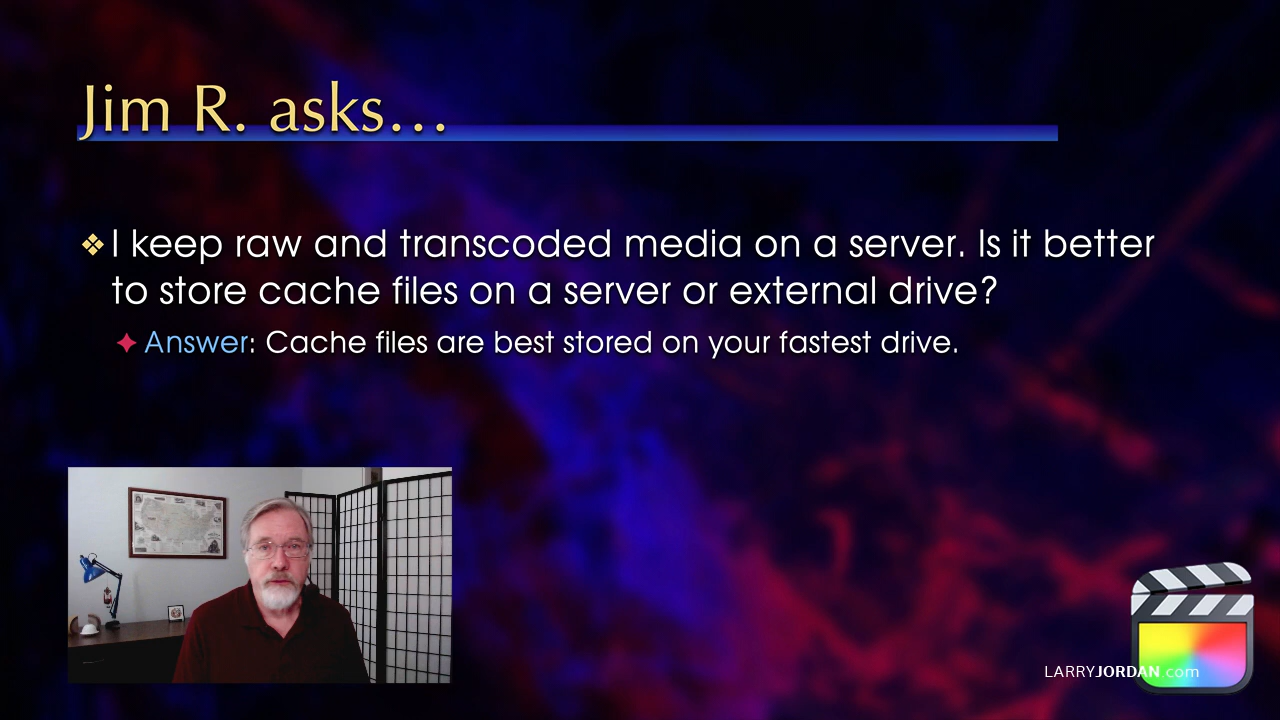 Jim R. asks…
I keep raw and transcoded media on a server. Is it better
to store cache files on a server or external drive?
Answer: Cache files are best stored on your fastest drive.
LARRYJORDAN.com